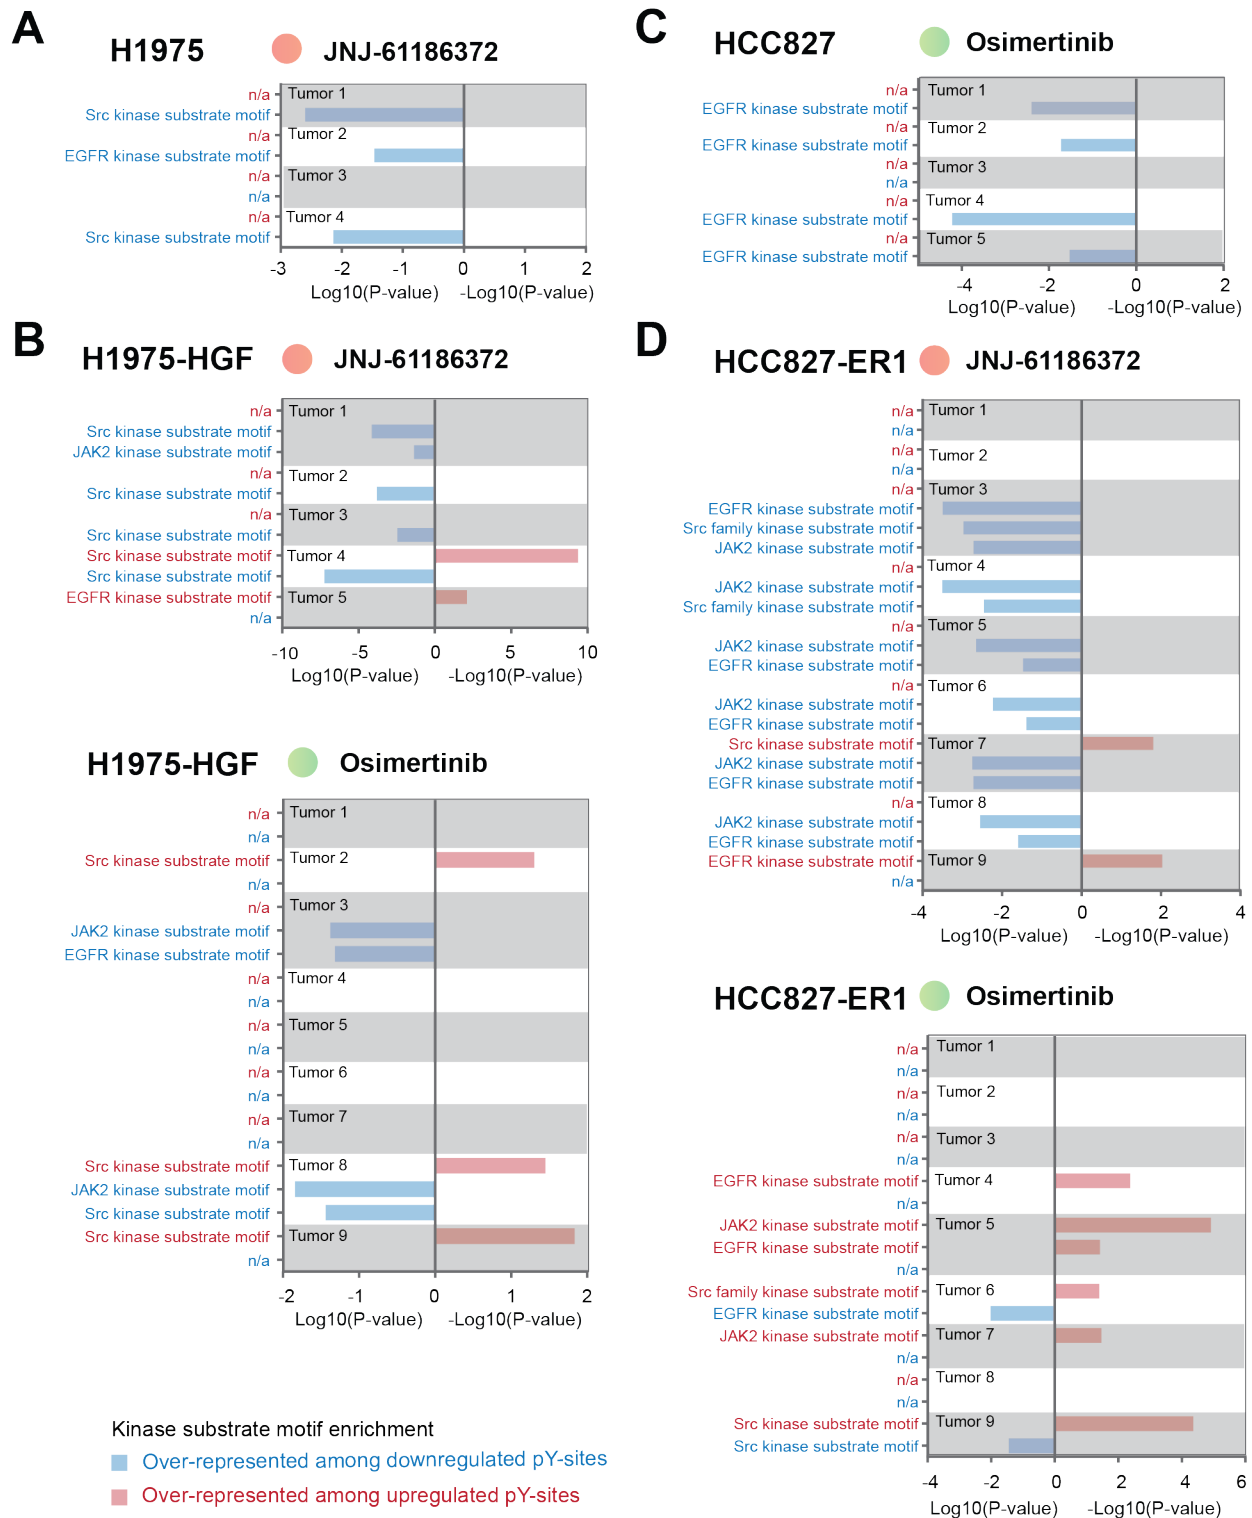 A
H1975
JNJ-61186372
n/a
Tumor 1
Src kinase substrate motif
n/a
Tumor 2
EGFR kinase substrate motif
n/a
Tumor 3
n/a
n/a
Tumor 4
Src kinase substrate motif
-3 -2 -1 0 1 2
Log10(P-value) -Log10(P-value)
B
H1975-HGF
JNJ-61186372
n/a
Tumor 1
Src kinase substrate motif
JAK2 kinase substrate motif
n/a
Tumor 2
Src kinase substrate motif
n/a
Tumor 3
Src kinase substrate motif
Src kinase substrate motif
Tumor 4
Src kinase substrate motif
EGFR kinase substrate motif
Tumor 5
n/a
-10 -5 0 5 10
Log10(P-value) -Log10(P-value)
H1975-HGF
Osimertinib
n/a
Tumor 1
n/a
Src kinase substrate motif
Tumor 2
n/a
n/a
Tumor 3
JAK2 kinase substrate motif
EGFR kinase substrate motif
n/a
Tumor 4
n/a
n/a
Tumor 5
n/a
n/a
Tumor 6
n/a
n/a
Tumor 7
n/a
Src kinase substrate motif
Tumor 8
JAK2 kinase substrate motif
Src kinase substrate motif
Src kinase substrate motif
Tumor 9
n/a
-2 -1 0 1 2
Log10(P-value) -Log10(P-value)
Kinase substrate motif enrichment
Over-represented among downregulated pY-sites
Over-represented among upregulated pY-sites
C
HCC827
Osimertinib
n/a
Tumor 1
EGFR kinase substrate motif
n/a
Tumor 2
EGFR kinase substrate motif
n/a
Tumor 3
n/a
n/a
Tumor 4
EGFR kinase substrate motif
n/a
Tumor 5
EGFR kinase substrate motif
-4 -2 0 2
Log10(P-value) -Log10(P-value)
D
HCC827-ER1
JNJ-61186372
n/a
Tumor 1
n/a
n/a
Tumor 2
n/a
n/a
Tumor 3
EGFR kinase substrate motif
Src family kinase substrate motif
JAK2 kinase substrate motif
n/a
Tumor 4
JAK2 kinase substrate motif
Src family kinase substrate motif
n/a
Tumor 5
JAK2 kinase substrate motif
EGFR kinase substrate motif
n/a
Tumor 6
JAK2 kinase substrate motif
EGFR kinase substrate motif
Src kinase substrate motif
Tumor 7
JAK2 kinase substrate motif
EGFR kinase substrate motif
n/a
Tumor 8
JAK2 kinase substrate motif
EGFR kinase substrate motif
EGFR kinase substrate motif
Tumor 9
n/a
-4 -2 0 2 4
Log10(P-value) -Log10(P-value)
HCC827-ER1
Osimertinib
n/a
Tumor 1
n/a
n/a
Tumor 2
n/a
n/a
Tumor 3
n/a
EGFR kinase substrate motif
Tumor 4
n/a
JAK2 kinase substrate motif
Tumor 5
EGFR kinase substrate motif
n/a
Src family kinase substrate motif
Tumor 6
EGFR kinase substrate motif
JAK2 kinase substrate motif
Tumor 7
n/a
n/a
Tumor 8
n/a
Src kinase substrate motif
Tumor 9
Src kinase substrate motif
-4 -2 0 2 4 6
Log10(P-value) -Log10(P-value)